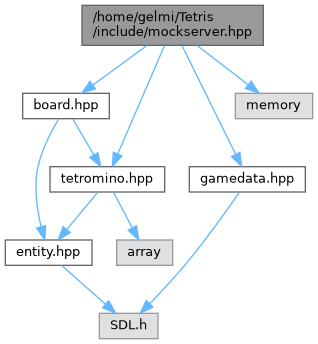 /home/gelmi/Tetris
/include/mockserver.hpp
board.hpp
memory
tetromino.hpp
gamedata.hpp
entity.hpp
array
SDL.h